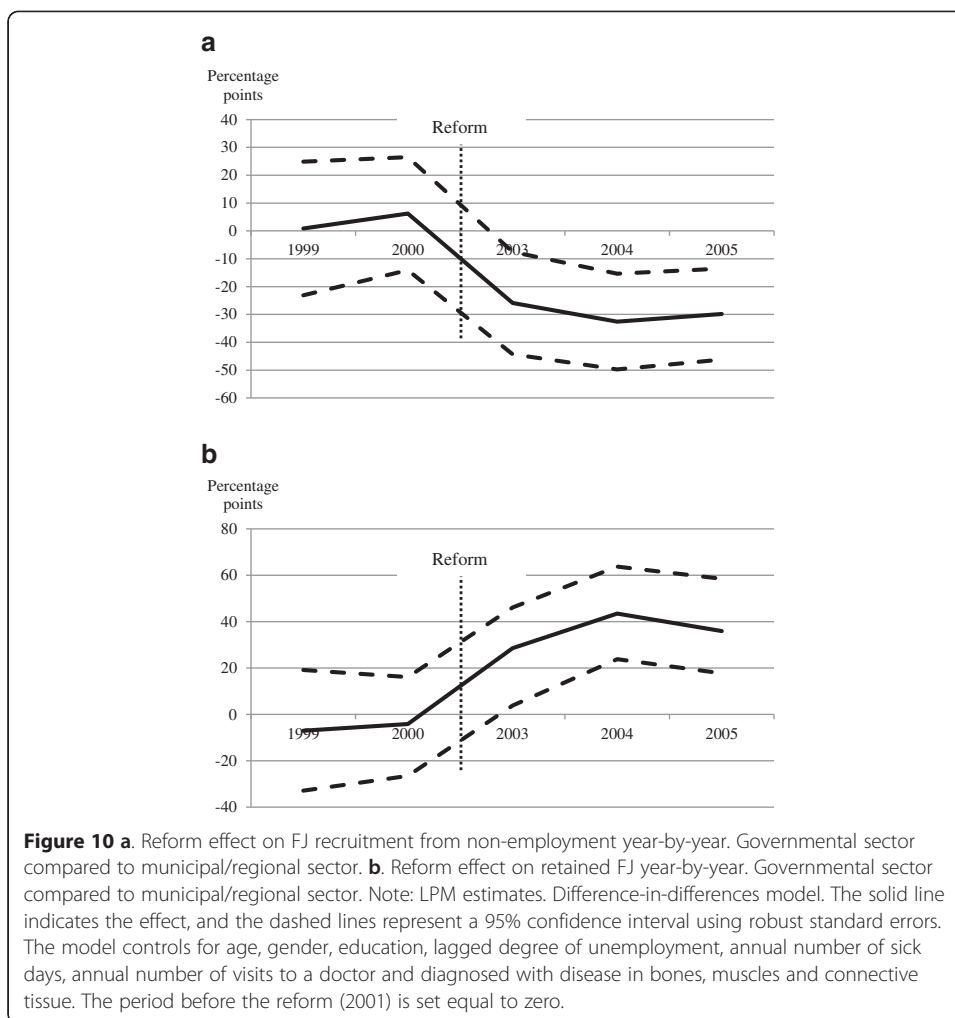 a
Percentage
points
40
30
20
10
0
-10
-20
-30
-40
-50
-60
Reform
1999 2000 2003 2004 2005
b
Percentage
points
80
60
40
20
0
-20
-40
Reform
1999 2000 2003 2004 2005
Figure 10 a. Reform effect on FJ recruitment from non-employment year-by-year. Governmental sector
compared to municipal/regional sector. b. Reform effect on retained FJ year-by-year. Governmental sector
compared to municipal/regional sector. Note: LPM estimates. Difference-in-differences model. The solid line
indicates the effect, and the dashed lines represent a 95% confidence interval using robust standard errors.
The model controls for age, gender, education, lagged degree of unemployment, annual number of sick
days, annual number of visits to a doctor and diagnosed with disease in bones, muscles and connective
tissue. The period before the reform (2001) is set equal to zero.